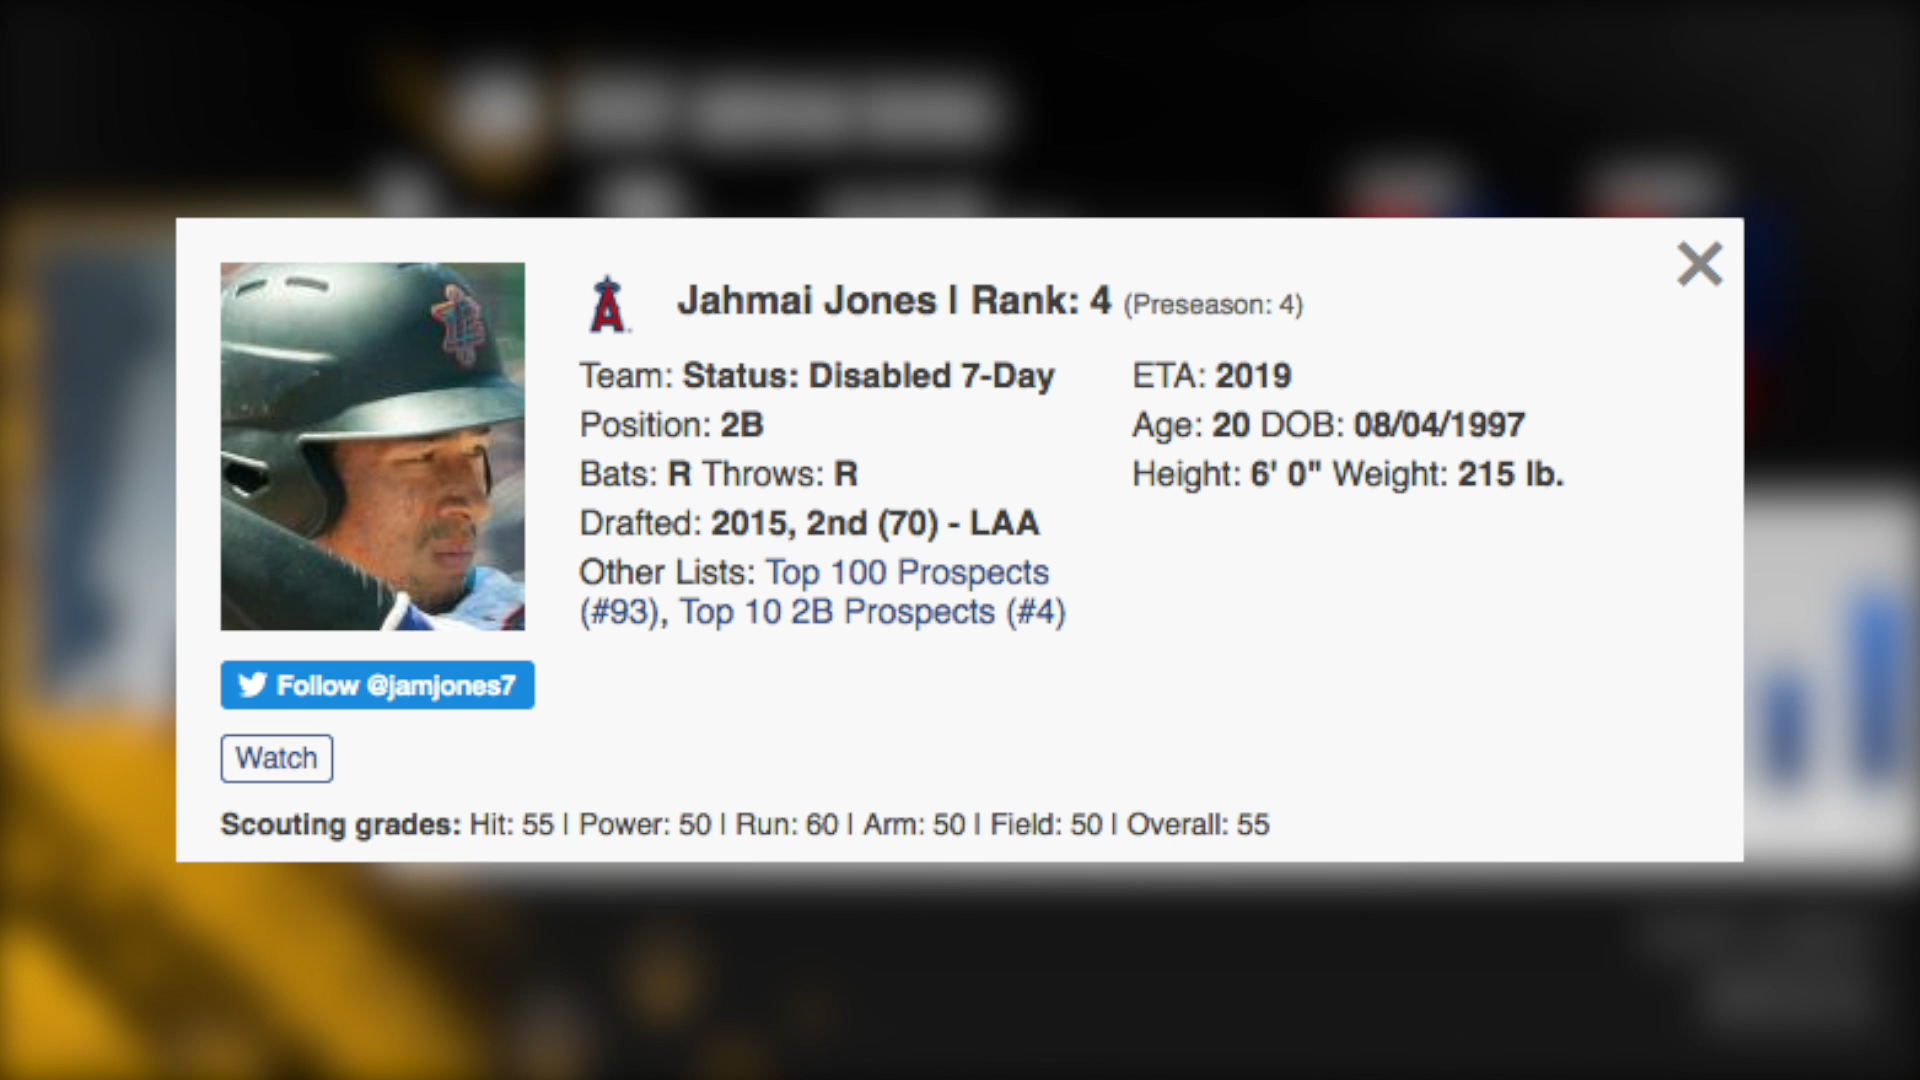 Jahmai Jones | Rank: 4 (Preseason: 4)
Team: Status: Disabled 7-Day
ETA: 2019
Position: 2B
Age: 20 DOB: 08/04/1997
Bats: R Throws: R
Height: 6' 0" Weight: 215 lb.
Drafted: 2015, 2nd (70) - LAA
Other Lists: Top 100 Prospects
(#93), Top 10 2B Prospects (#4)
Follow @jamjones7
Watch
Scouting grades: Hit: 55 | Power: 50 | Run: 60 | Arm: 50 | Field: 50 | Overall: 55